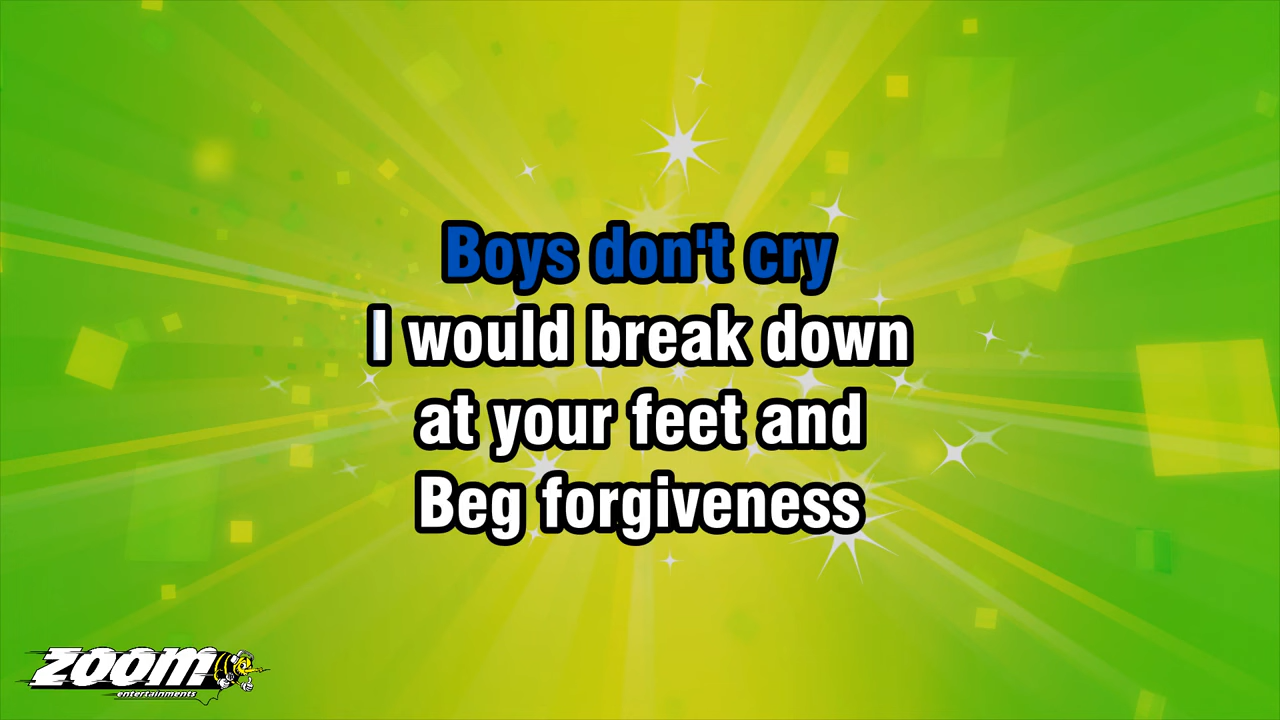 Boys don't cry
I would break down
at your feet and
Beg forgiveness
zoom
entertainments